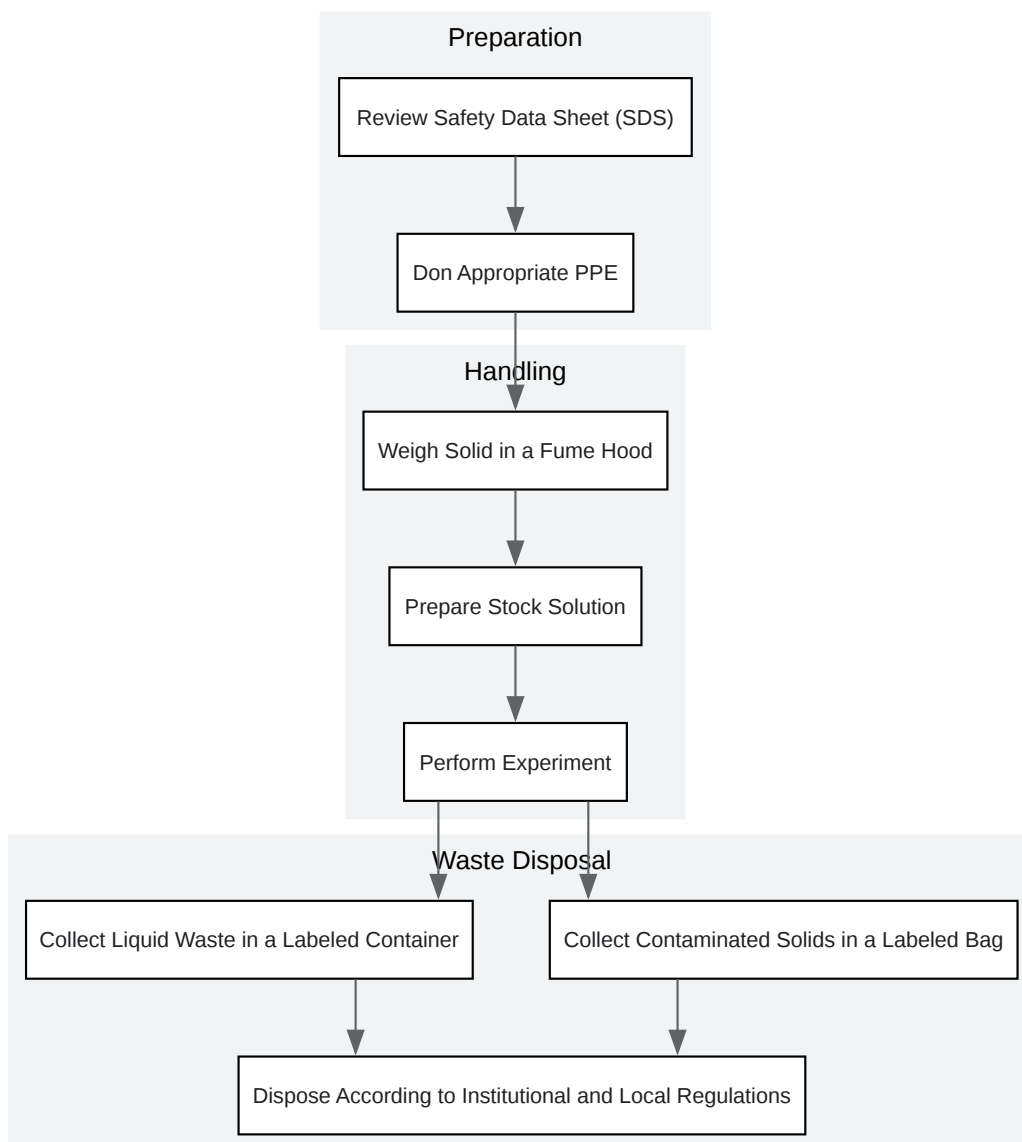 Preparation
Review Safety Data Sheet (SDS)
Don Appropriate PPE
Handling
Weigh Solid in a Fume Hood
Prepare Stock Solution
Perform Experiment
Waste Disposal
Collect Liquid Waste in a Labeled Container
Collect Contaminated Solids in a Labeled Bag
Dispose According to Institutional and Local Regulations